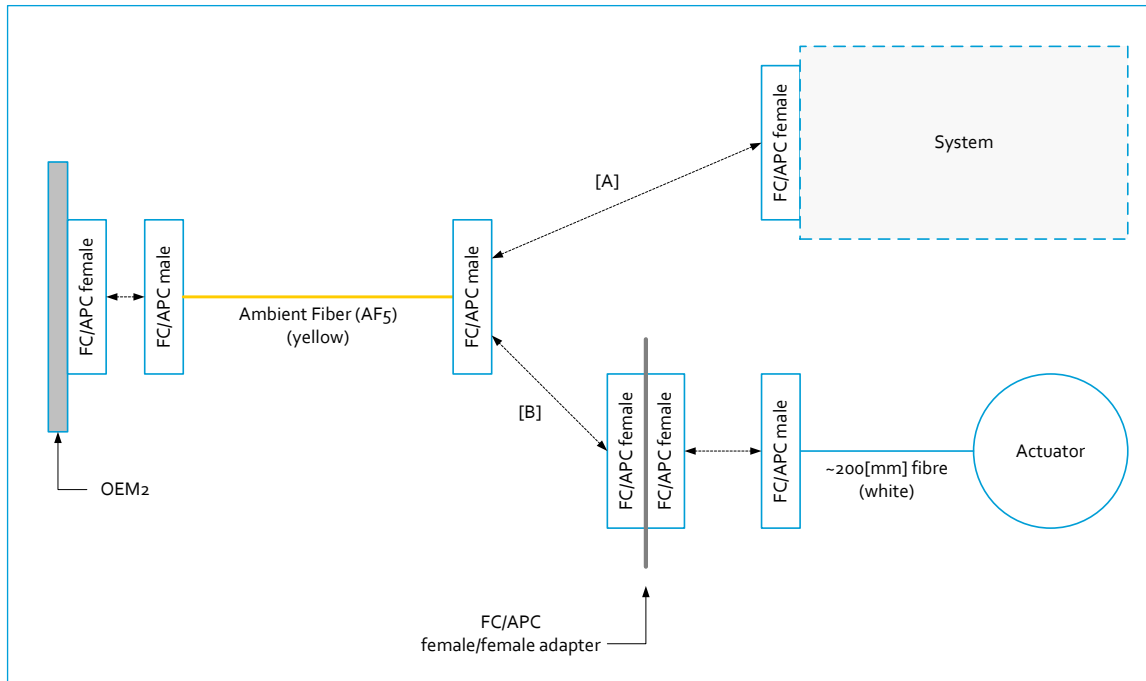 FC/APC female
System
[A]
FC/APC female
FC/APC male
Ambient Fiber (AF5)
(yellow)
FC/APC male
[B]
FC/APC female
FC/APC female
FC/APC male
~200[mm] fibre
(white)
Actuator
OEM2
FC/APC
female/female adapter